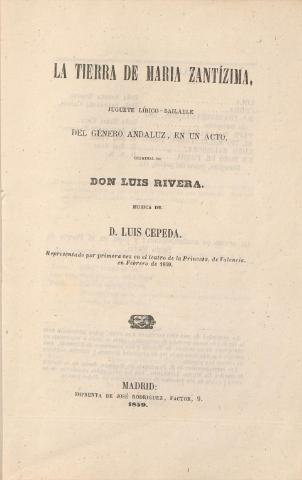 LA TIERRA DE MARIA ZANTÍZIMA,
JUGUETE LÍRICO-BAILABLE
DEL GÉNERO ANDALUZ, EN UN ACTO,
ORIGINAL DE
DON LUIS RIVERA.
MUSICA DE
D. LUIS CEPEDA.
Representado por primera vez en el teatro de la Princesa, de Valencia,
en Febrero de 1859.
MADRID:
IMPRENTA DE JOSÉ RODRIGUEZ, FACTOR, 9.
1859.